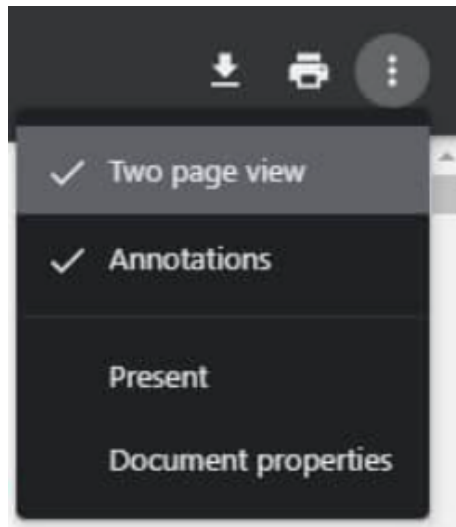 Two page view
Annotations
Present
Document properties